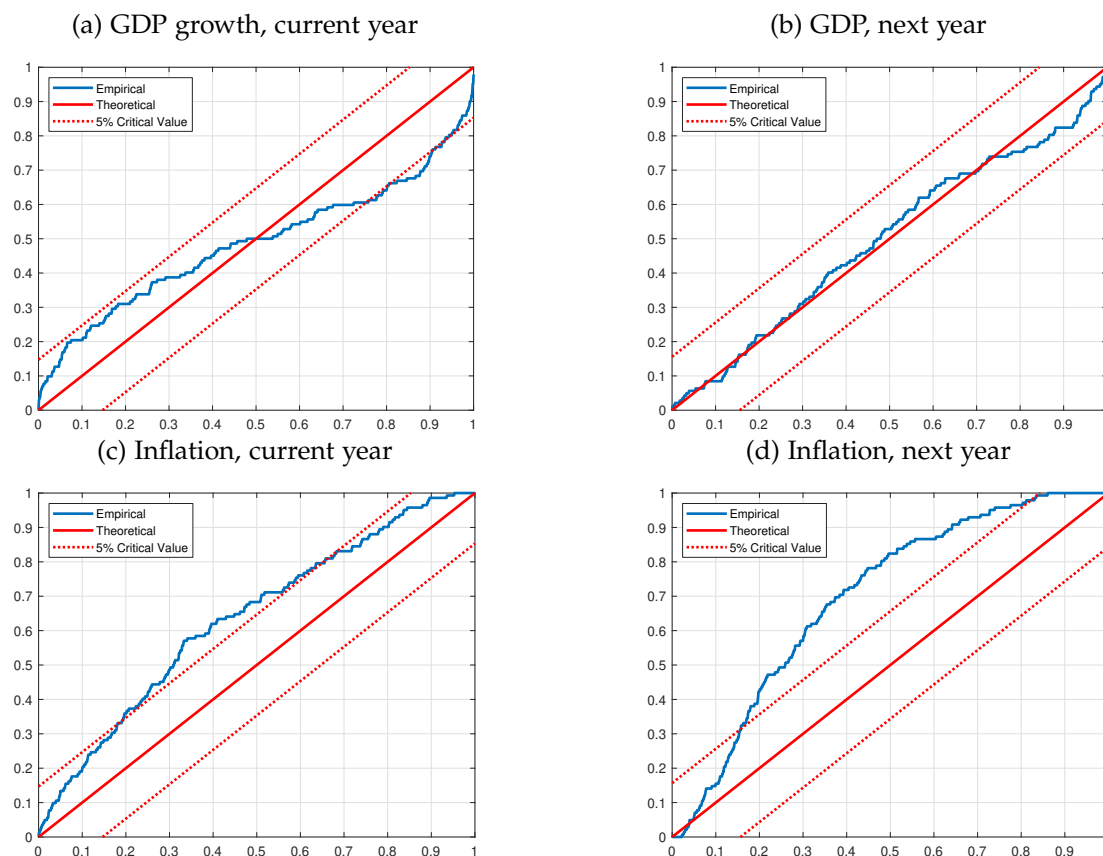 (a) GDP growth, current year
1
0.9
0.8
0.7
0.6
0.5
0.4
0.3
0.2
0.1
0
Empirical
Theoretical
5% Critical Value
0 0.1 0.2 0.3 0.4 0.5 0.6 0.7 0.8 0.9 1
(b) GDP, next year
1
0.9
0.8
0.7
0.6
0.5
0.4
0.3
0.2
0.1
0
Empirical
Theoretical
5% Critical Value
0 0.1 0.2 0.3 0.4 0.5 0.6 0.7 0.8 0.9
(c) Inflation, current year
1
0.9
0.8
0.7
0.6
0.5
0.4
0.3
0.2
0.1
0
Empirical
Theoretical
5% Critical Value
0 0.1 0.2 0.3 0.4 0.5 0.6 0.7 0.8 0.9 1
(d) Inflation, next year
1
0.9
0.8
0.7
0.6
0.5
0.4
0.3
0.2
0.1
0
Empirical
Theoretical
5% Critical Value
0 0.1 0.2 0.3 0.4 0.5 0.6 0.7 0.8 0.9